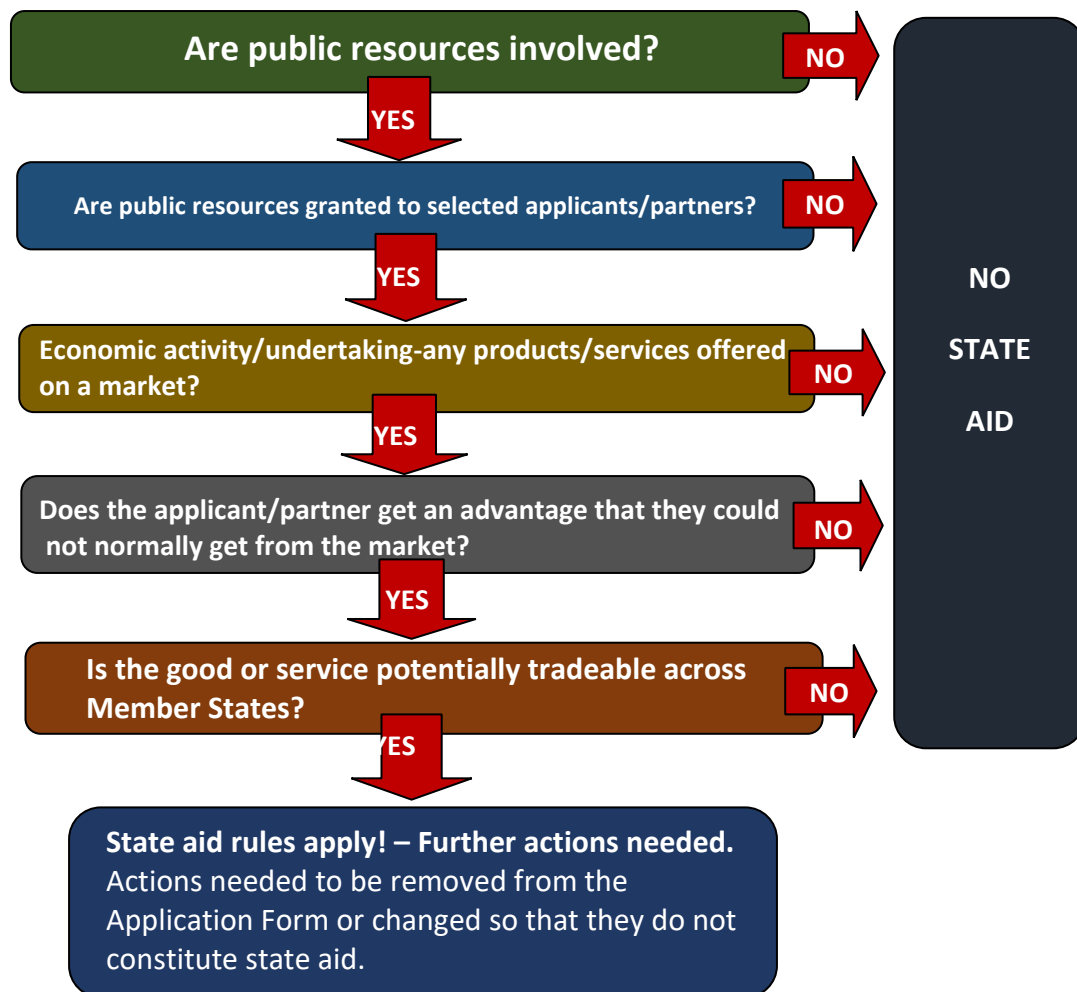 Are public resources involved?
NO
YES
Are public resources granted to selected applicants/partners?
NO
YES
Economic activity/undertaking-any products/services offered
on a market?
NO
YES
Does the applicant/partner get an advantage that they could
not normally get from the market?
NO
YES
Is the good or service potentially tradeable across
Member States?
NO
YES
NO
STATE
AID
State aid rules apply! – Further actions needed.
Actions needed to be removed from the
Application Form or changed so that they do not
constitute state aid.